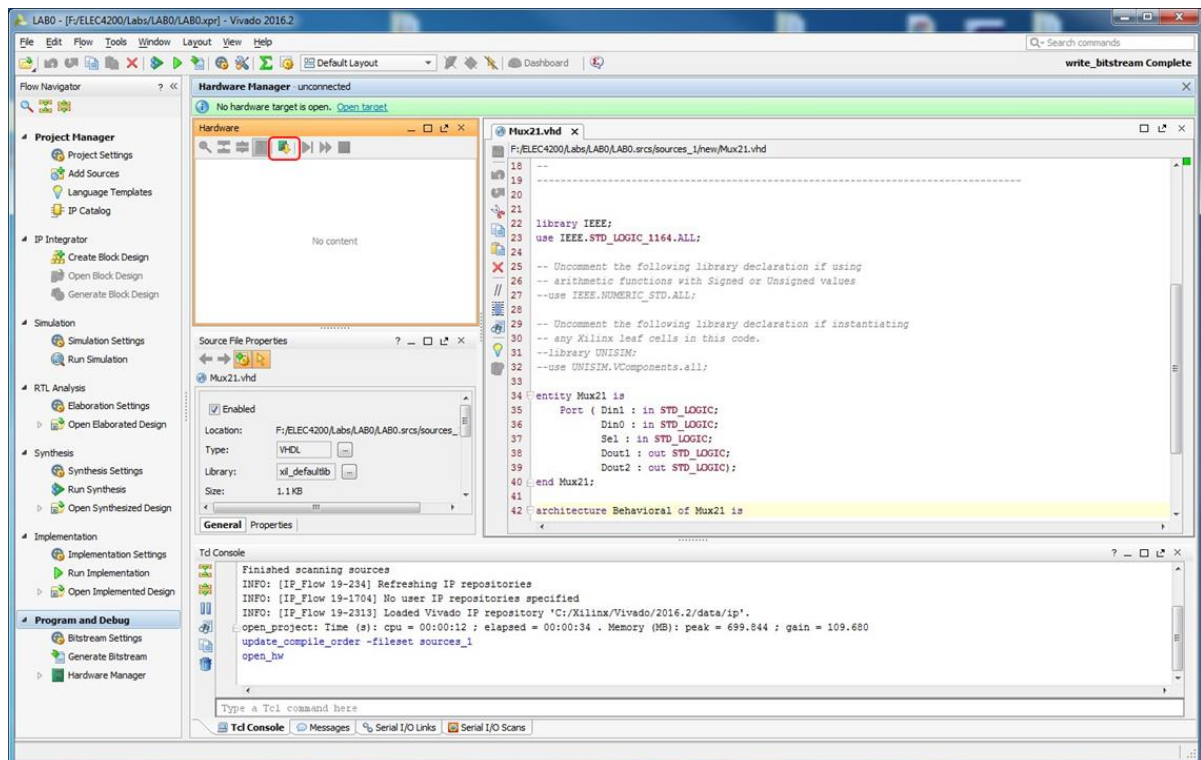 LAB0 - [F:/ELEC4200/Labs/LAB0/LAB0.xpr] - Vivado 2016.2
File Edit Flow Tools Window Layout View Help
Search commands
Default Layout
Dashboard
write_bitstream Complete
Flow Navigator
Project Manager
Project Settings
Add Sources
Language Templates
IP Catalog
IP Integrator
Create Block Design
Open Block Design
Generate Block Design
Simulation
Simulation Settings
Run Simulation
RTL Analysis
Elaboration Settings
Open Elaborated Design
Synthesis
Synthesis Settings
Run Synthesis
Open Synthesized Design
Implementation
Implementation Settings
Run Implementation
Open Implemented Design
Program and Debug
Bitstream Settings
Generate Bitstream
Hardware Manager
Hardware Manager - unconnected
No hardware target is open. Open target
Hardware
No content
Source File Properties
Mux21.vhd
Enabled
Location: F:/ELEC4200/Labs/LAB0/LAB0.srcs/sources_
Type: VHDL
Library: xil_defaultlib
Size: 1.1 KB
General Properties
Mux21.vhd
F:/ELEC4200/Labs/LAB0/LAB0.srcs/sources_1/new/Mux21.vhd
18 --
19 ----------------------------------------------------------------------------------
20
21
22 library IEEE;
23 use IEEE.STD_LOGIC_1164.ALL;
24
25 -- Uncomment the following library declaration if using
26 -- arithmetic functions with Signed or Unsigned values
27 --use IEEE.NUMERIC_STD.ALL;
28
29 -- Uncomment the following library declaration if instantiating
30 -- any Xilinx leaf cells in this code.
31 --library UNISIM;
32 --use UNISIM.VComponents.all;
33
34 entity Mux21 is
35 Port ( Din1 : in STD_LOGIC;
36 Din0 : in STD_LOGIC;
37 Sel : in STD_LOGIC;
38 Dout1 : out STD_LOGIC;
39 Dout2 : out STD_LOGIC);
40 end Mux21;
41
42 architecture Behavioral of Mux21 is
Tcl Console
Finished scanning sources
INFO: [IP_Flow 19-234] Refreshing IP repositories
INFO: [IP_Flow 19-1704] No user IP repositories specified
INFO: [IP_Flow 19-2313] Loaded Vivado IP repository 'C:/Xilinx/Vivado/2016.2/data/ip'.
open_project: Time (s): cpu = 00:00:12 ; elapsed = 00:00:34 . Memory (MB): peak = 699.844 ; gain = 109.680
update_compile_order -fileset sources_1
open_hw
Type a Tcl command here
Tcl Console Messages Serial I/O Links Serial I/O Scans